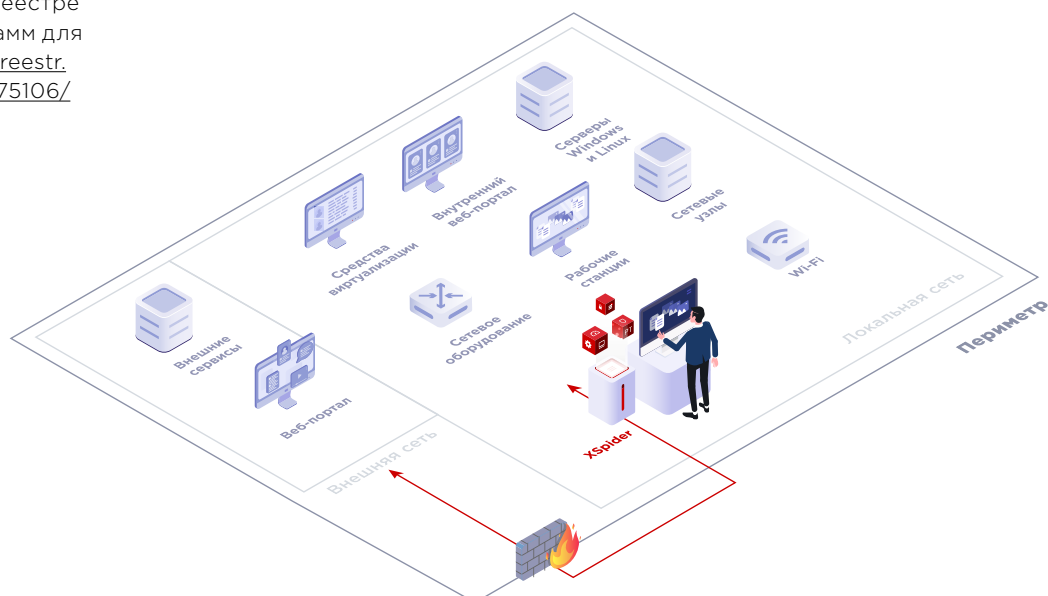 еестре
амм для
reestr.
75106/
Серверы
Windows
и Linux
Внутренний
веб-портал
Сетевые
узлы
Средства
виртуализации
Рабочие
станции
Wi-Fi
Сетевое
оборудование
Локальная сеть
Периметр
Внешние
сервисы
Веб-портал
Внешняя сеть
XSpider